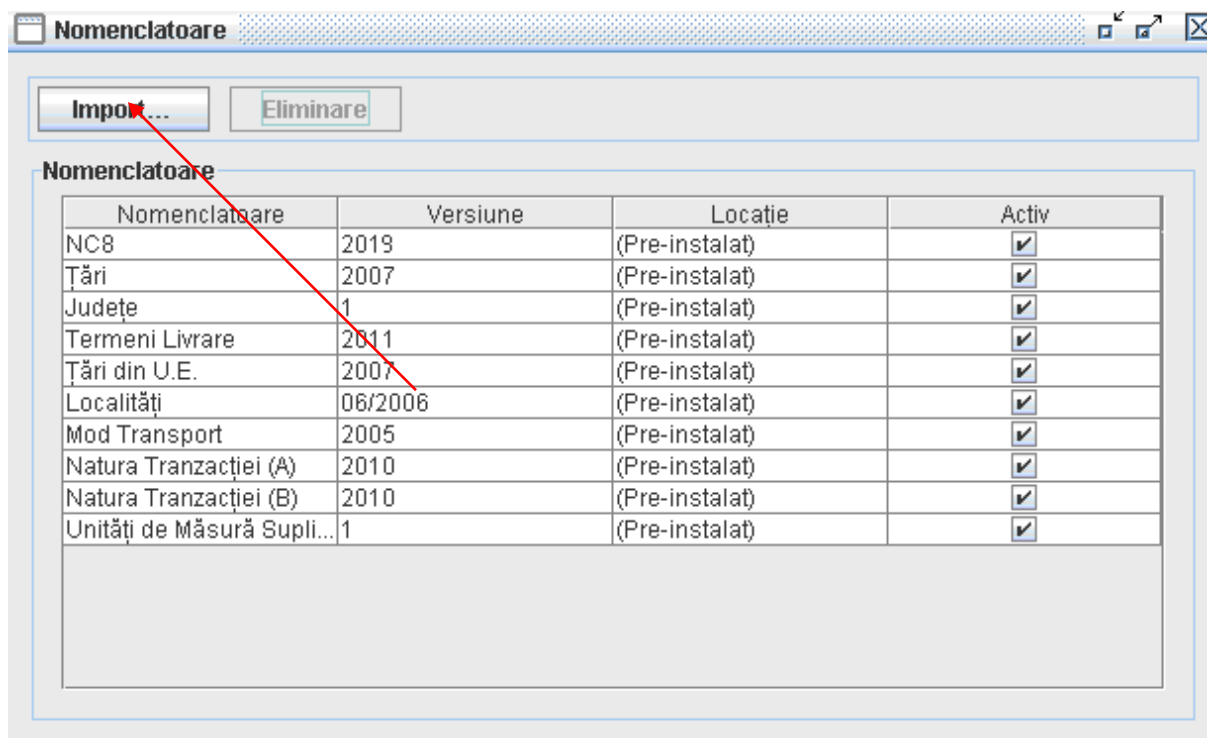 Nomenclatoare
Import... Eliminare
Nomenclatoare
Nomenclatoare Versiune Locație Activ
NC8 2019 (Pre-instalat)
Țări 2007 (Pre-instalat)
Județe 1 (Pre-instalat)
Termeni Livrare 2011 (Pre-instalat)
Țări din U.E. 2007 (Pre-instalat)
Localități 06/2006 (Pre-instalat)
Mod Transport 2005 (Pre-instalat)
Natura Tranzacției (A) 2010 (Pre-instalat)
Natura Tranzacției (B) 2010 (Pre-instalat)
Unități de Măsură Supli... 1 (Pre-instalat)